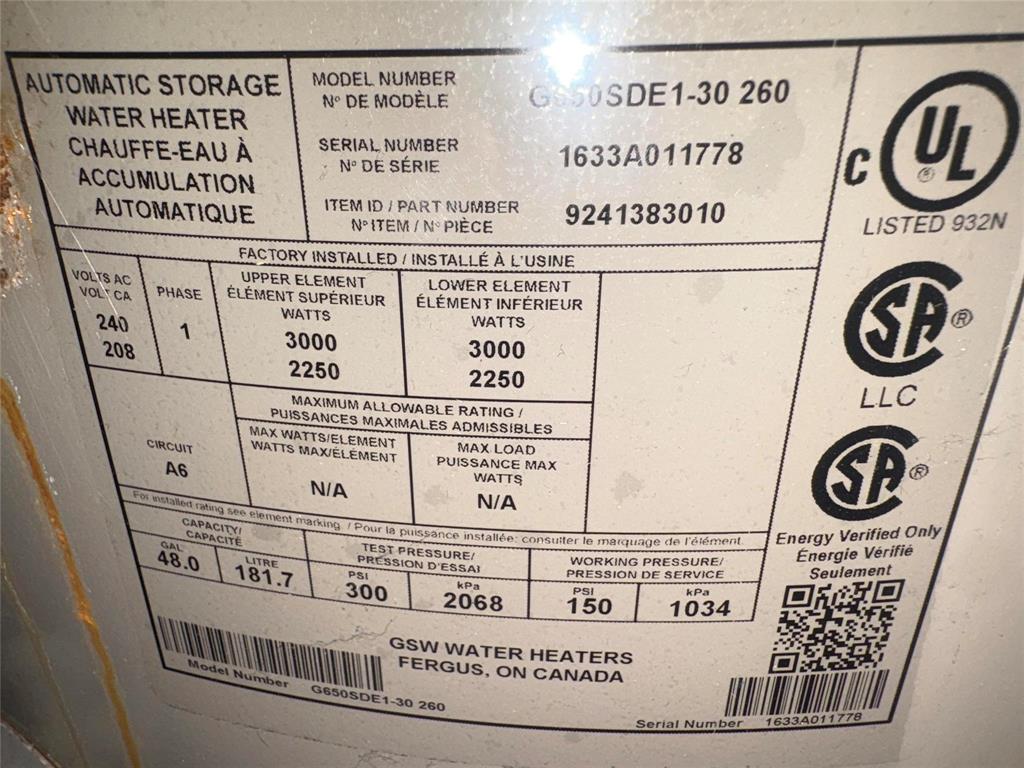 AUTOMATIC STORAGE
WATER HEATER
CHAUFFE-EAU À
ACCUMULATION
AUTOMATIQUE
MODEL NUMBER
Nº DE MODÈLE
G650SDE1-30 260
SERIAL NUMBER
Nº DE SÉRIE
1633A011778
ITEM ID / PART NUMBER
Nº ITEM / Nº PIÈCE
9241383010
C UL ®
LISTED 932N
FACTORY INSTALLED / INSTALLÉ À L'USINE
VOLTS AC
VOLT CA
240
208
PHASE
1
UPPER ELEMENT
ÉLÉMENT SUPÉRIEUR
WATTS
3000
2250
LOWER ELEMENT
ÉLÉMENT INFÉRIEUR
WATTS
3000
2250
CSA ®
LLC
MAXIMUM ALLOWABLE RATING /
PUISSANCES MAXIMALES ADMISSIBLES
CIRCUIT
A6
MAX WATTS/ELEMENT
WATTS MAX/ÉLÉMENT
N/A
MAX LOAD
PUISSANCE MAX
WATTS
N/A
CSA ®
Energy Verified Only
Énergie Vérifié
Seulement
For installed rating see element marking. / Pour la puissance installée: consulter le marquage de l'élément.
CAPACITY/
CAPACITÉ
GAL.
48.0
LITRE
181.7
TEST PRESSURE/
PRESSION D'ESSAI
PSI
300
kPa
2068
WORKING PRESSURE/
PRESSION DE SERVICE
PSI
150
kPa
1034
GSW WATER HEATERS
FERGUS, ON CANADA
Model Number G650SDE1-30 260
Serial Number 1633A011778